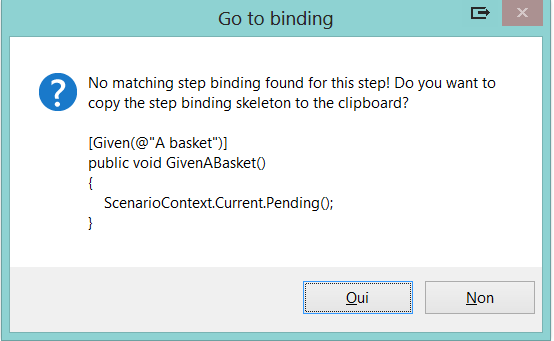 Go to binding
No matching step binding found for this step! Do you want to
copy the step binding skeleton to the clipboard?
[Given(@"A basket")]
public void GivenABasket()
{
ScenarioContext.Current.Pending();
}
Oui
Non